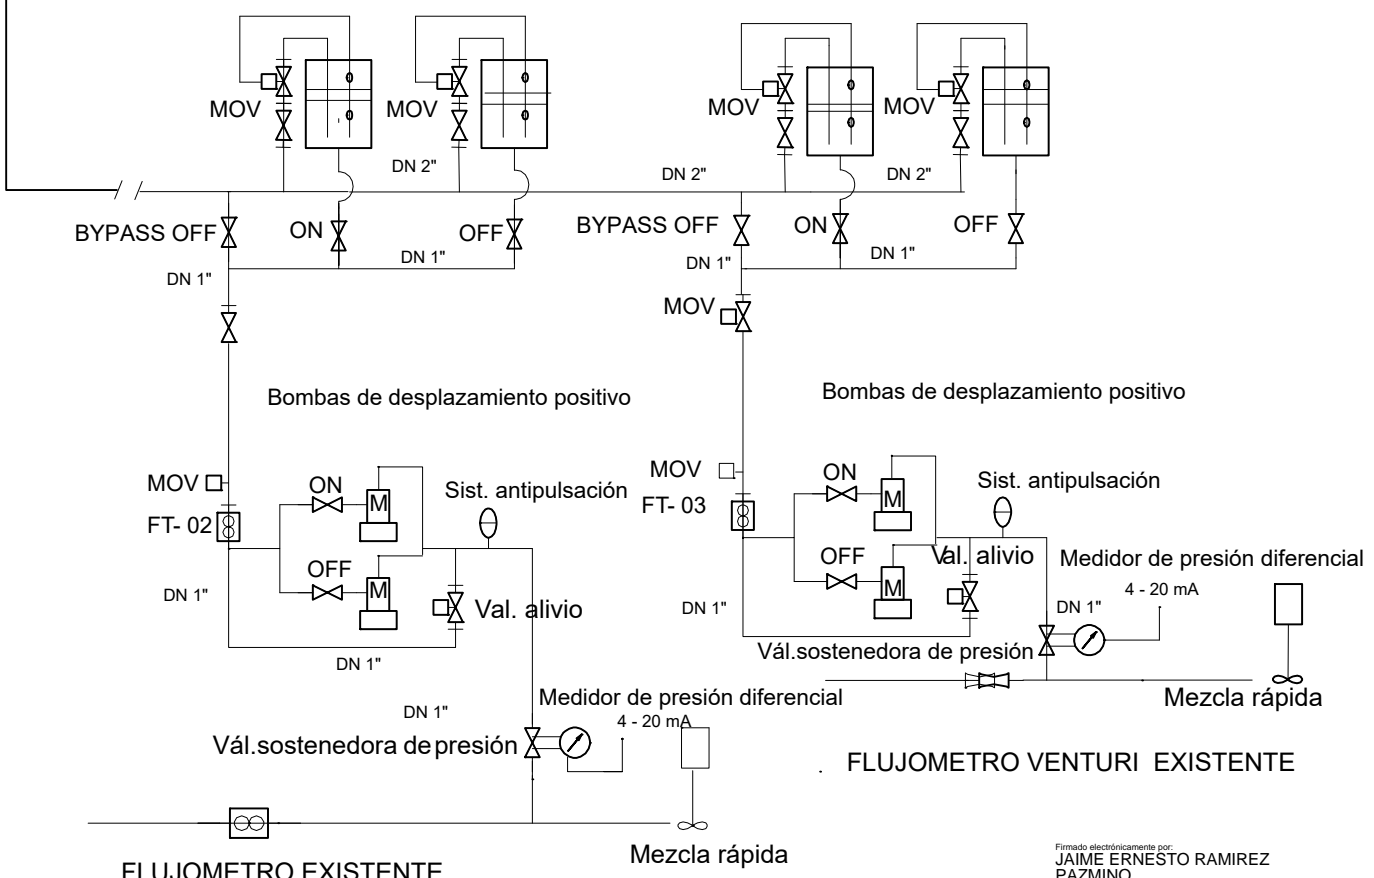 MOV
MOV
MOV
MOV
DN 2"
DN 2"
DN 2"
BYPASS OFF
ON
OFF
BYPASS OFF
ON
OFF
DN 1"
DN 1"
DN 1"
DN 1"
MOV
Bombas de desplazamiento positivo
Bombas de desplazamiento positivo
MOV
ON
M
Sist. antipulsación
FT- 02
OFF
M
DN 1"
Val. alivio
DN 1"
MOV
ON
M
Sist. antipulsación
FT- 03
OFF
M
Val. alivio
Medidor de presión diferencial
4 - 20 mA
DN 1"
DN 1"
Vál.sostenedora de presión
Mezcla rápida
Medidor de presión diferencial
DN 1"
4 - 20 mA
Vál.sostenedora de presión
FLUJOMETRO VENTURI EXISTENTE
Mezcla rápida
FLUJOMETRO EXISTENTE
Firmado electrónicamente por:
JAIME ERNESTO RAMIREZ
PAZMINO